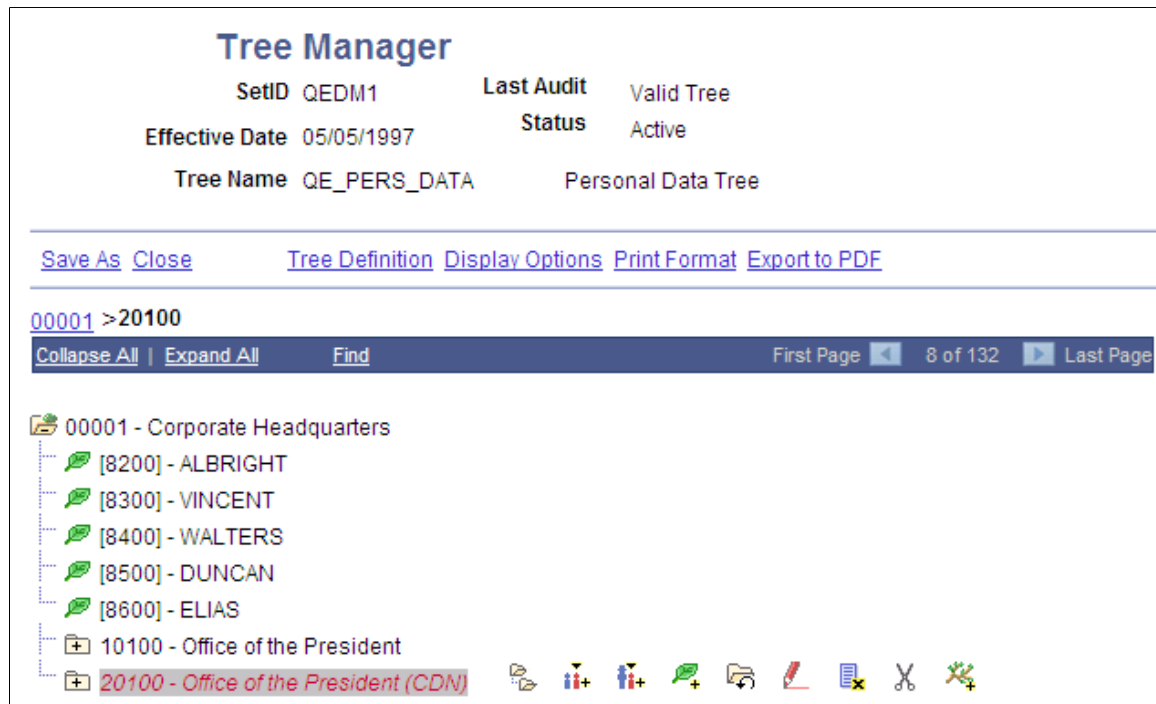 Tree Manager
SetID QEDM1 Last Audit Valid Tree
Effective Date 05/05/1997 Status Active
Tree Name QE_PERS_DATA Personal Data Tree
Save As Close Tree Definition Display Options Print Format Export to PDF
00001 >20100
Collapse All | Expand All Find First Page 8 of 132 Last Page
00001 - Corporate Headquarters
[8200] - ALBRIGHT
[8300] - VINCENT
[8400] - WALTERS
[8500] - DUNCAN
[8600] - ELIAS
10100 - Office of the President
20100 - Office of the President (CDN)